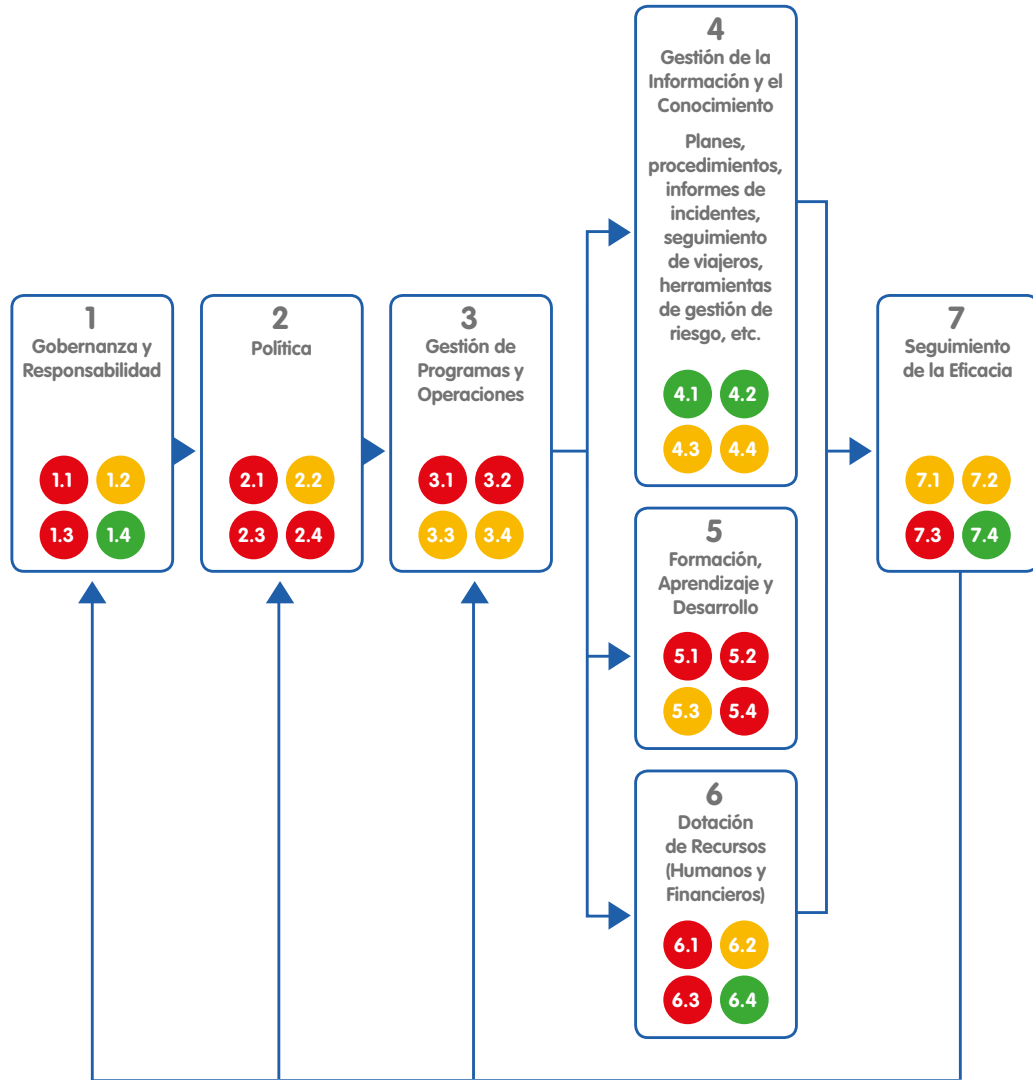 1
Gobernanza y
Responsabilidad
1.1 1.2
1.3 1.4
2
Política
2.1 2.2
2.3 2.4
3
Gestión de
Programas y
Operaciones
3.1 3.2
3.3 3.4
4
Gestión de la
Información y el
Conocimiento
Planes,
procedimientos,
informes de
incidentes,
seguimiento
de viajeros,
herramientas
de gestión de
riesgo, etc.
4.1 4.2
4.3 4.4
5
Formación,
Aprendizaje y
Desarrollo
5.1 5.2
5.3 5.4
6
Dotación
de Recursos
(Humanos y
Financieros)
6.1 6.2
6.3 6.4
7
Seguimiento
de la Eficacia
7.1 7.2
7.3 7.4